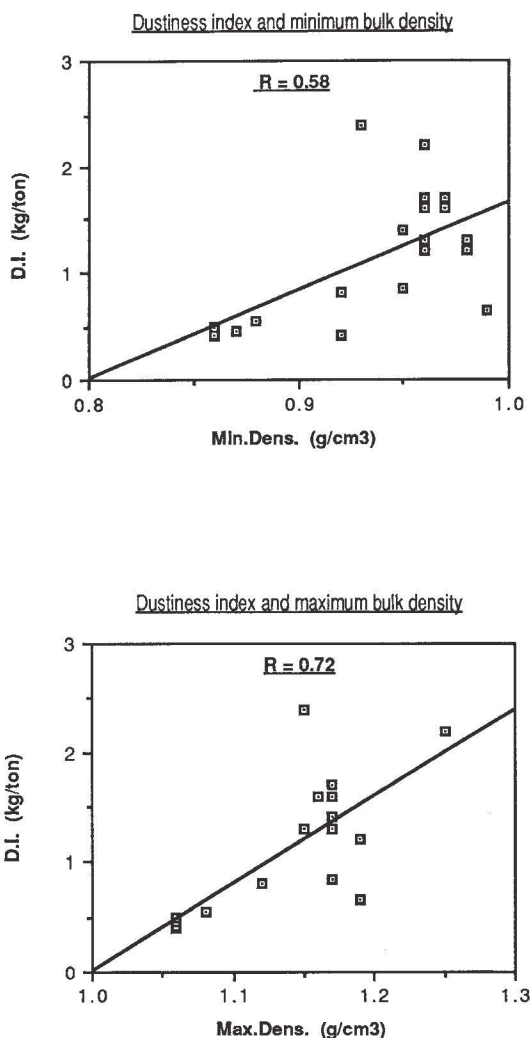 Dustiness index and minimum bulk density
R = 0.58
3
2
1
0
D.I. (kg/ton)
0.8 0.9 1.0
Min.Dens. (g/cm3)
Dustiness index and maximum bulk density
R = 0.72
3
2
1
0
D.I. (kg/ton)
1.0 1.1 1.2 1.3
Max.Dens. (g/cm3)